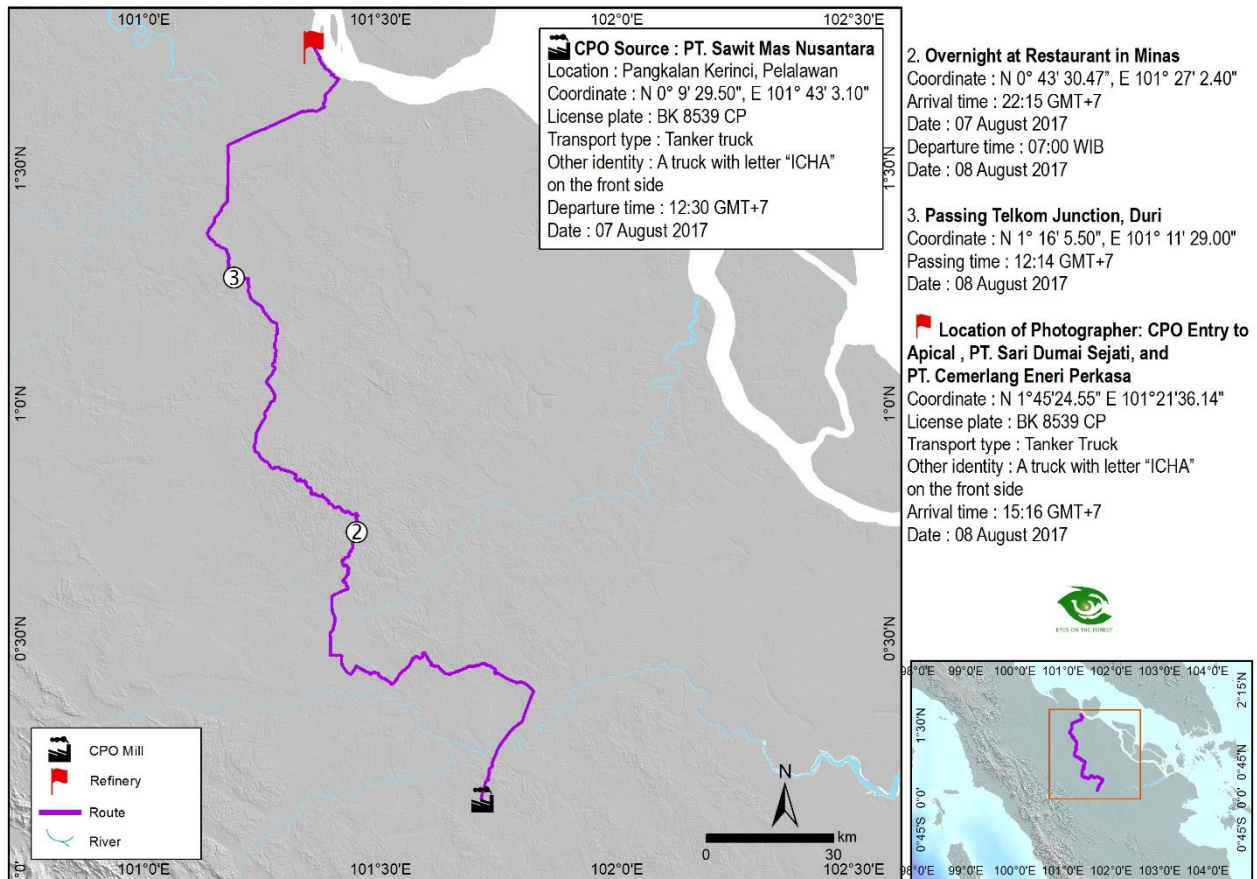 101°0'E 101°30'E 102°0'E 102°30'E
1°30'N
1°0'N
0°30'N
0°
1°30'N
1°0'N
0°30'N
CPO Source : PT. Sawit Mas Nusantara
Location : Pangkalan Kerinci, Pelalawan
Coordinate : N 0° 9' 29.50", E 101° 43' 3.10"
License plate : BK 8539 CP
Transport type : Tanker truck
Other identity : A truck with letter “ICHA”
on the front side
Departure time : 12:30 GMT+7
Date : 07 August 2017
3
2
CPO Mill
Refinery
Route
River
N
km
0 30
101°0'E 101°30'E 102°0'E 102°30'E
2. Overnight at Restaurant in Minas
Coordinate : N 0° 43' 30.47”, E 101° 27' 2.40"
Arrival time : 22:15 GMT+7
Date : 07 August 2017
Departure time : 07:00 WIB
Date : 08 August 2017
3. Passing Telkom Junction, Duri
Coordinate : N 1° 16' 5.50", E 101° 11' 29.00"
Passing time : 12:14 GMT+7
Date : 08 August 2017
Location of Photographer: CPO Entry to
Apical , PT. Sari Dumai Sejati, and
PT. Cemerlang Eneri Perkasa
Coordinate : N 1°45'24.55" E 101°21'36.14"
License plate : BK 8539 CP
Transport type : Tanker Truck
Other identity : A truck with letter “ICHA”
on the front side
Arrival time : 15:16 GMT+7
Date : 08 August 2017
EYES ON THE FOREST
98°0'E 99°0'E 100°0'E 101°0'E 102°0'E 103°0'E 104°0'E
1°30'N
0°0'
0°45'S
2°15'N
0°45'N
0°0'
0°45'S
98°0'E 99°0'E 100°0'E 101°0'E 102°0'E 103°0'E 104°0'E